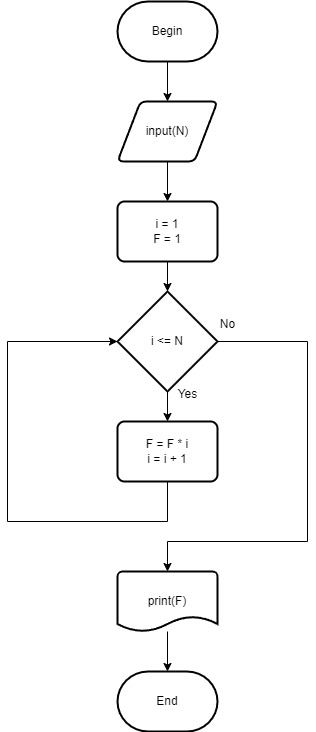 Begin
input(N)
i = 1
F = 1
i <= N
No
Yes
F = F * i
i = i + 1
print(F)
End